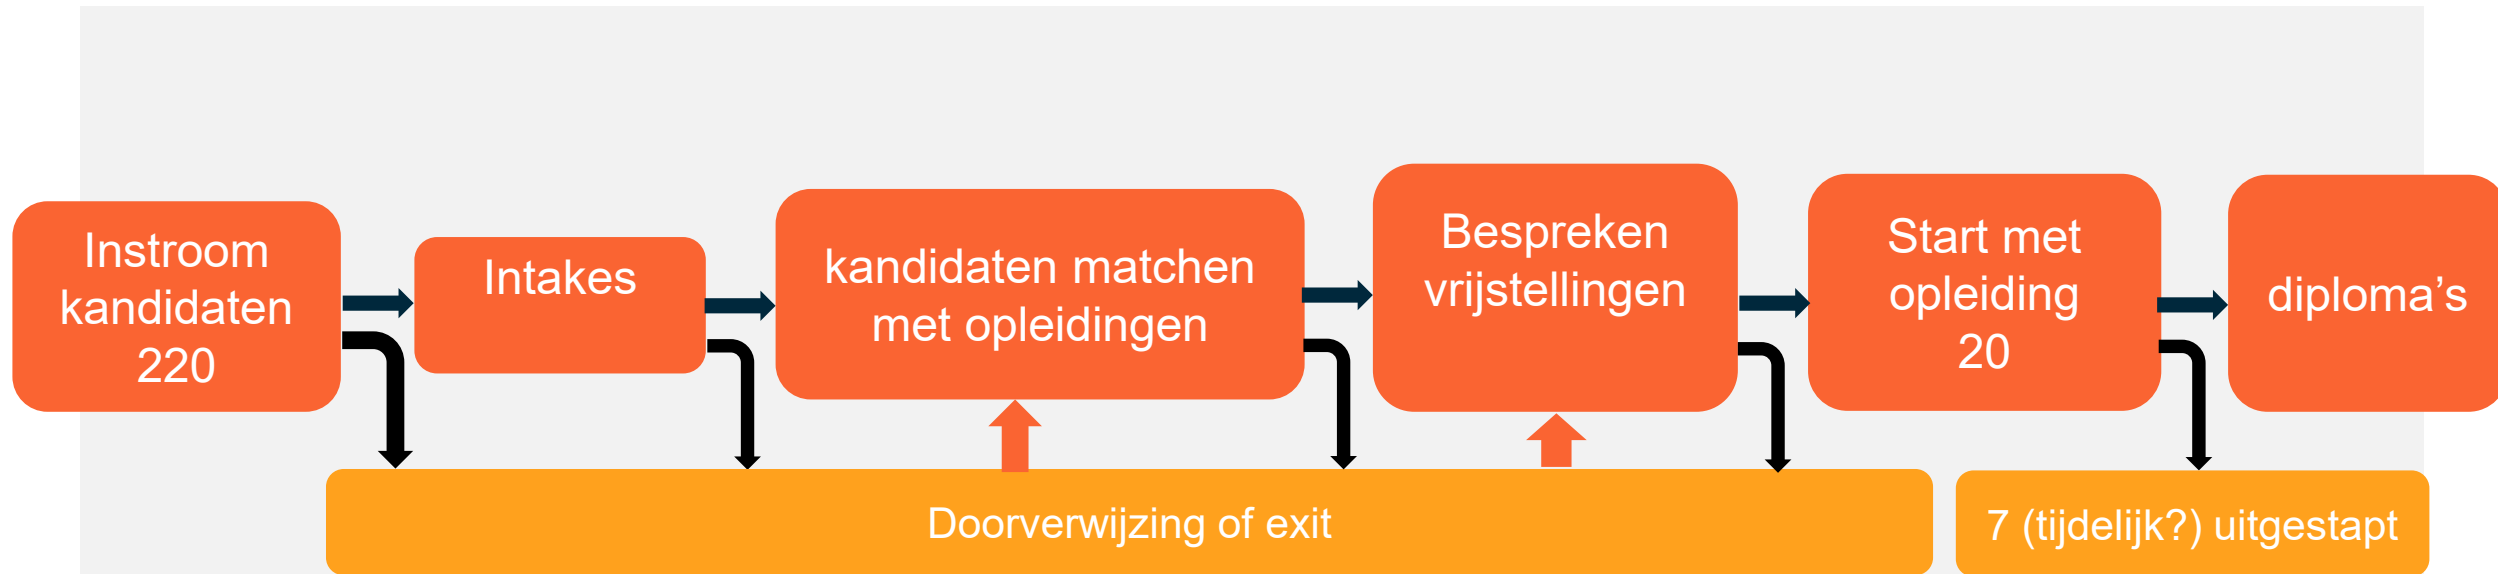 Instroom
kandidaten
220
Intakes
kandidaten matchen
met opleidingen
Bespreken
vrijstellingen
Start met
opleiding
20
diploma’s
Doorverwijzing of exit
7 (tijdelijk?) uitgestapt